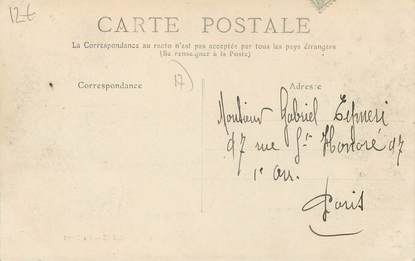 12 €
CARTE POSTALE
La Correspondance au recto n'est pas acceptée par tous les pays étrangers
(Se renseigner à la Poste)
17
Correspondance
Adresse
Monsieur Gabriel
97 rue St Honoré 97
1e Arr.
Paris